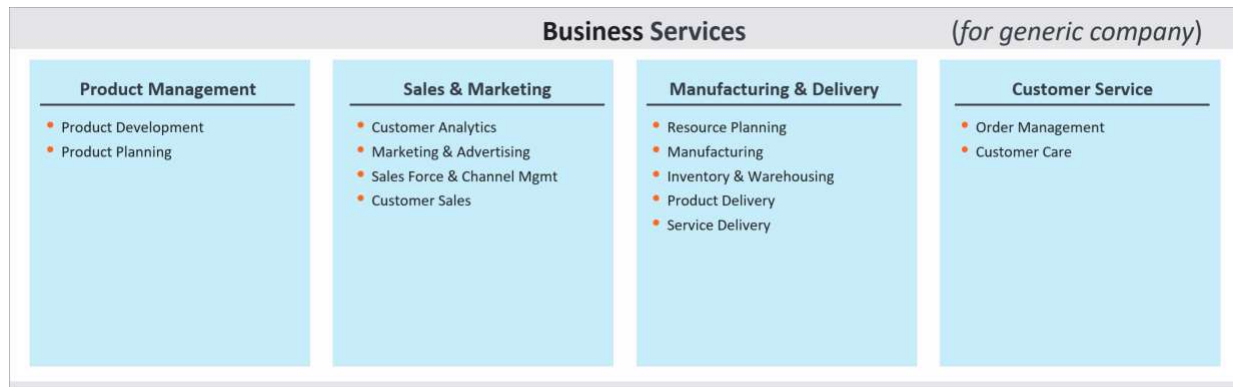 Business Services (for generic company)
Product Management
• Product Development
• Product Planning
Sales & Marketing
• Customer Analytics
• Marketing & Advertising
• Sales Force & Channel Mgmt
• Customer Sales
Manufacturing & Delivery
• Resource Planning
• Manufacturing
• Inventory & Warehousing
• Product Delivery
• Service Delivery
Customer Service
• Order Management
• Customer Care